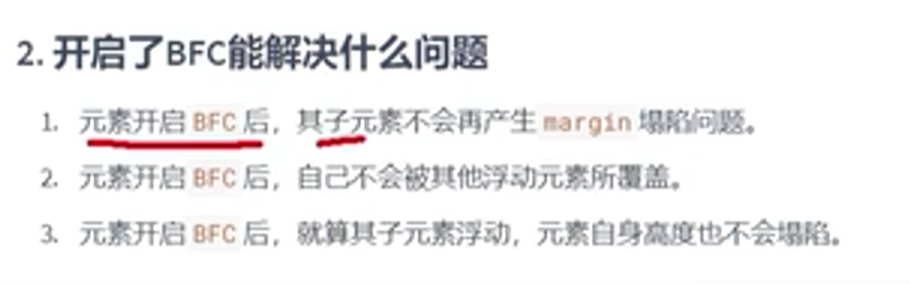 2. 开启了BFC能解决什么问题
1. 元素开启 BFC 后，其子元素不会再产生 margin 塌陷问题。
2. 元素开启 BFC 后，自己不会被其他浮动元素所覆盖。
3. 元素开启 BFC 后，就算其子元素浮动，元素自身高度也不会塌陷。